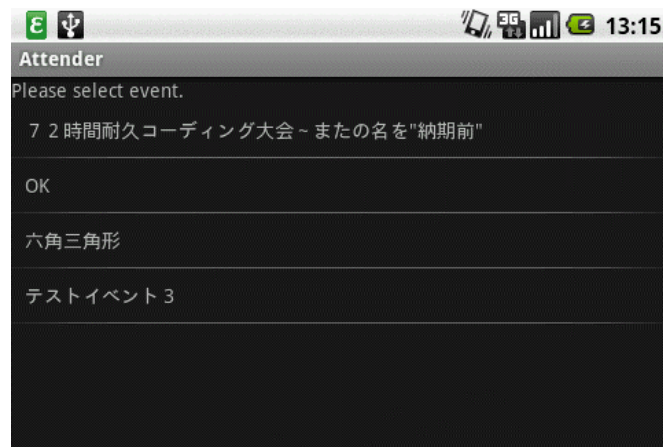 ε
3G
13:15
Attender
Please select event.
７２時間耐久コーディング大会～またの名を"納期前"
OK
六角三角形
テストイベント３